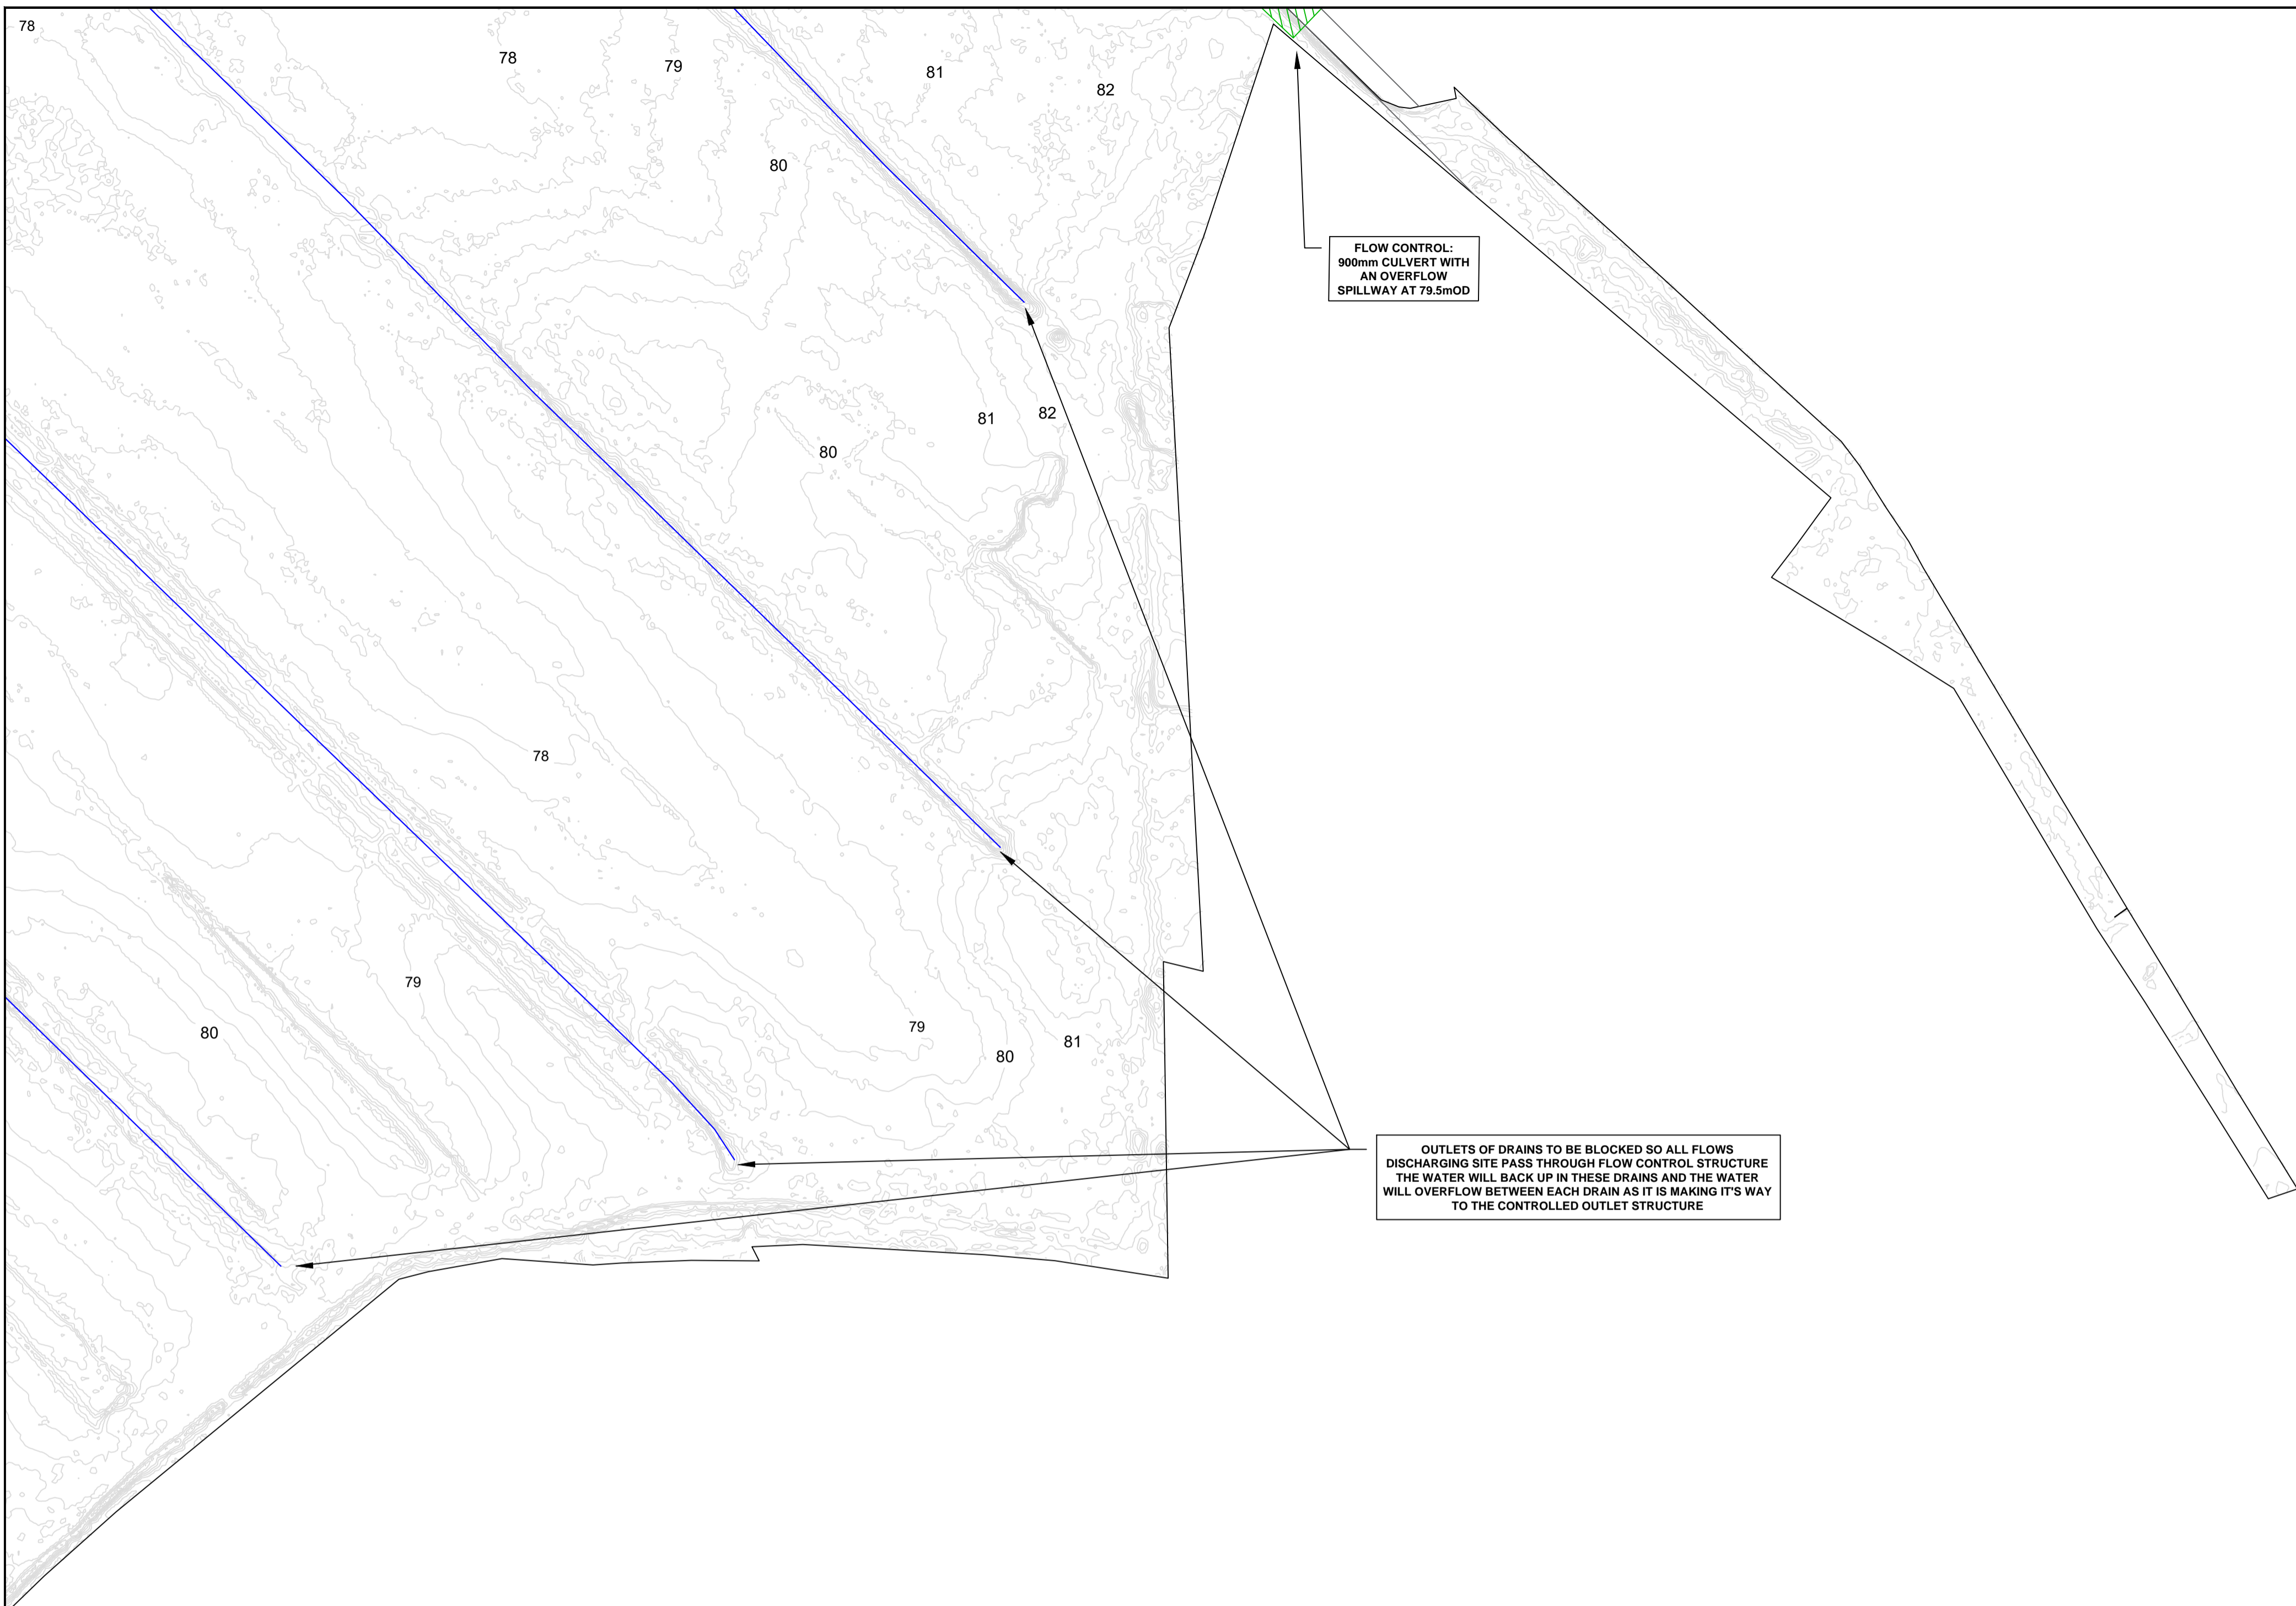 78
78
79
81
82
80
FLOW CONTROL:
900mm CULVERT WITH
AN OVERFLOW
SPILLWAY AT 79.5mOD
81
82
80
78
79
80
79
80
81
OUTLETS OF DRAINS TO BE BLOCKED SO ALL FLOWS
DISCHARGING SITE PASS THROUGH FLOW CONTROL STRUCTURE
THE WATER WILL BACK UP IN THESE DRAINS AND THE WATER
WILL OVERFLOW BETWEEN EACH DRAIN AS IT IS MAKING IT'S WAY
TO THE CONTROLLED OUTLET STRUCTURE